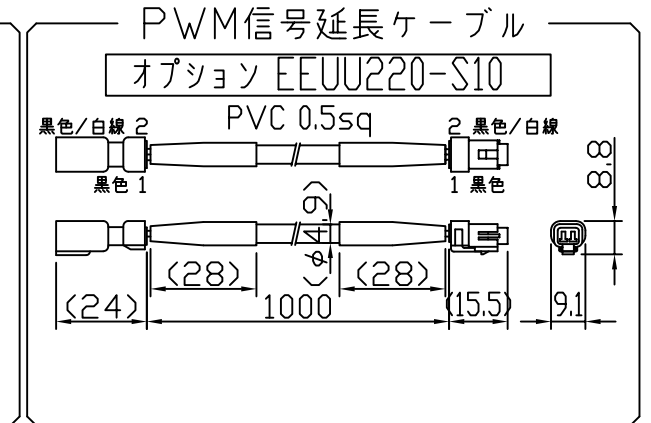 PWM信号延長ケーブル
オプション EEUU220-S10
PVC 0.5sq
黒色/白線 2
2 黒色/白線
黒色 1
1 黒色
8.8
(φ4.9)
(28)
(28)
(24)
1000
(15.5)
9.1